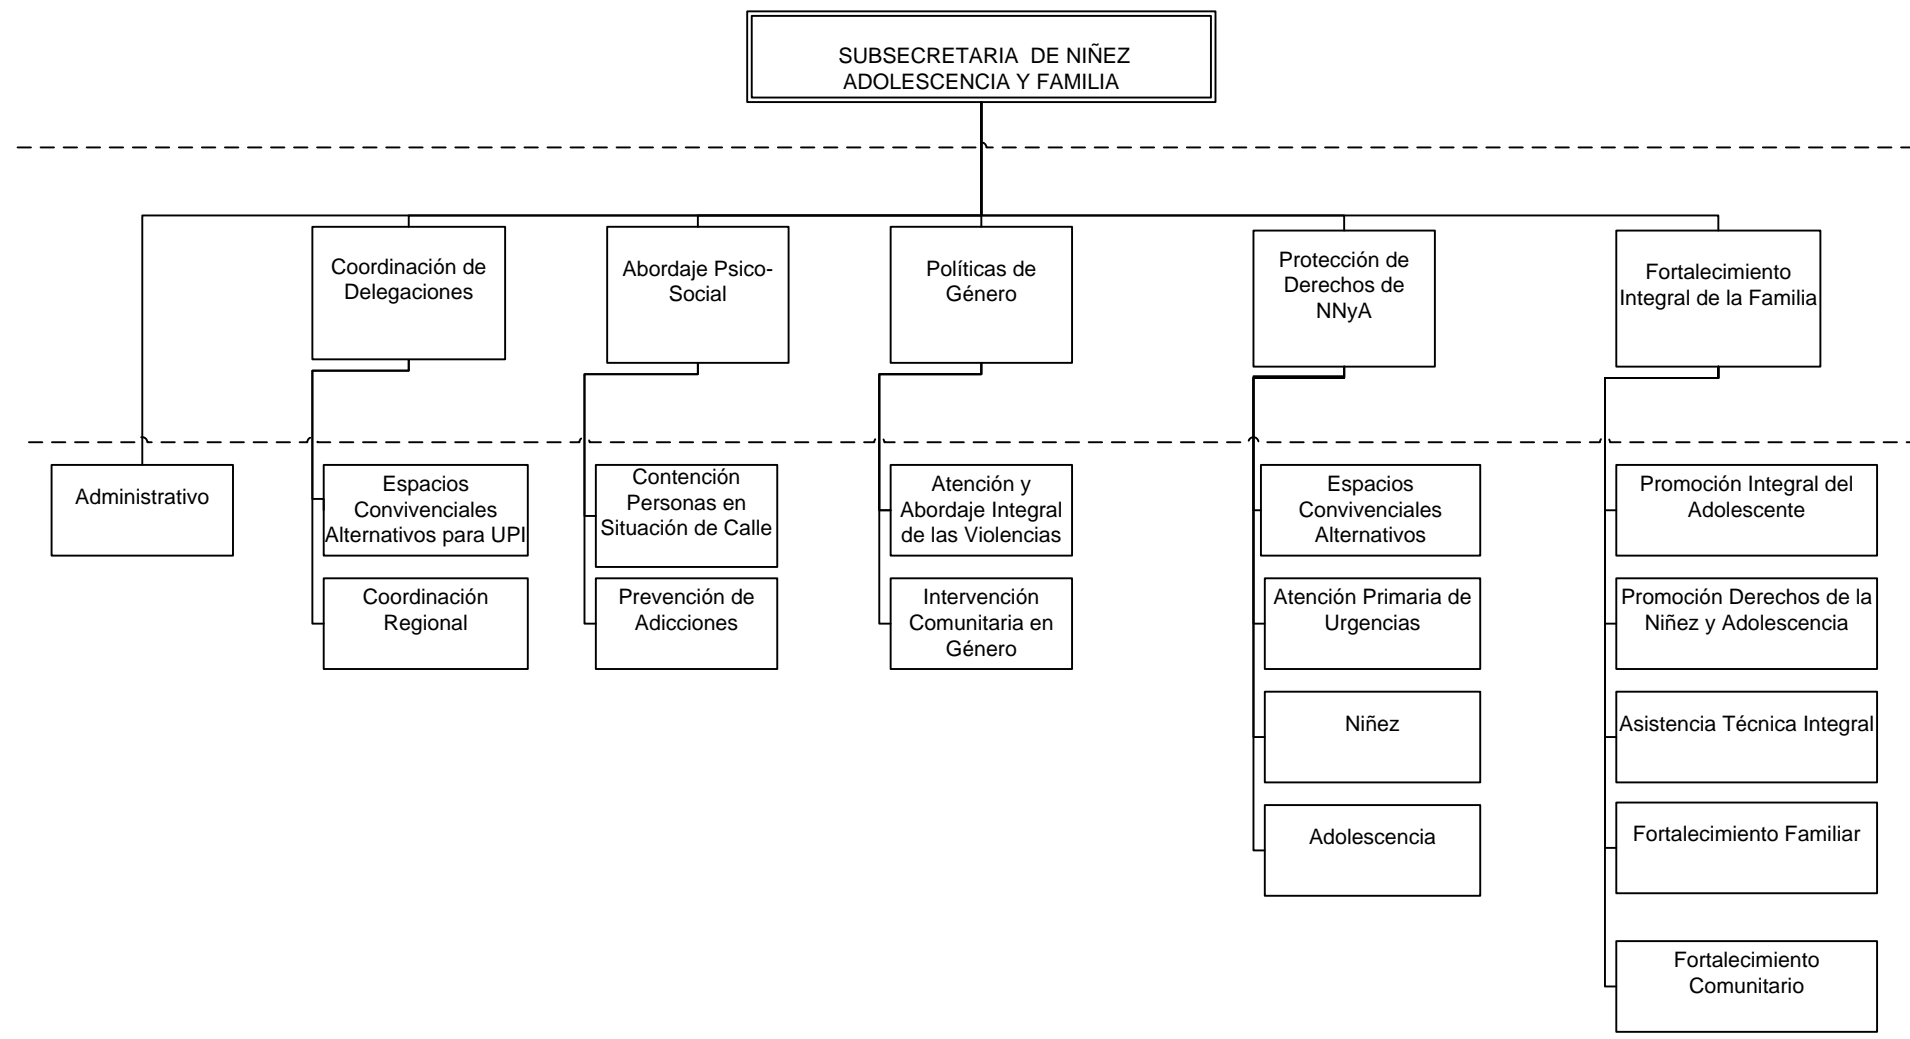 SUBSECRETARIA  DE NIÑEZ
ADOLESCENCIA Y FAMILIA
Coordinación de
Delegaciones
Abordaje Psico-
Social
Políticas de
Género
Protección de
Derechos de
NNyA
Fortalecimiento
Integral de la Familia
Administrativo
Espacios
Convivenciales
Alternativos para UPI
Contención
Personas en
Situación de Calle
Atención y
Abordaje Integral
de las Violencias
Espacios
Convivenciales
Alternativos
Promoción Integral del
Adolescente
Coordinación
Regional
Prevención de
Adicciones
Intervención
Comunitaria en
Género
Atención Primaria de
Urgencias
Promoción Derechos de la
Niñez y Adolescencia
Niñez
Asistencia Técnica Integral
Adolescencia
Fortalecimiento Familiar
Fortalecimiento
Comunitario